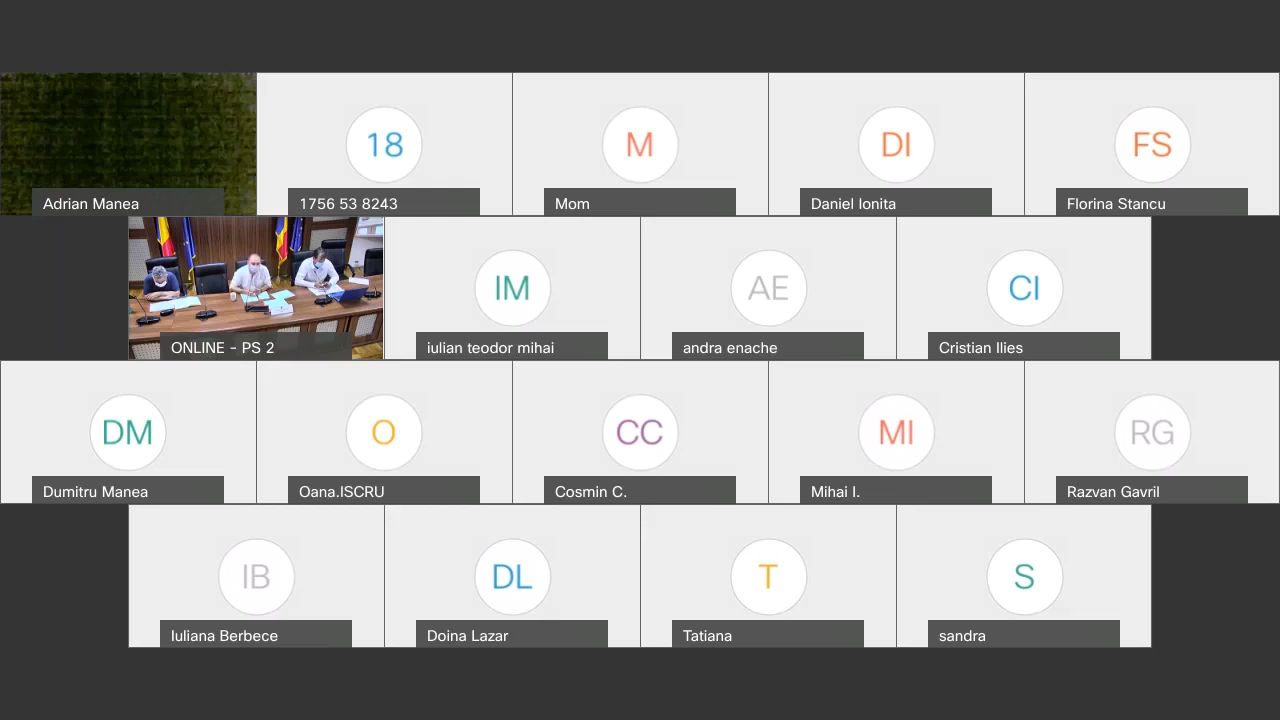 Adrian Manea
18
1756 53 8243
M
Mom
DI
Daniel Ionita
FS
Florina Stancu
ONLINE - PS 2
IM
iulian teodor mihai
AE
andra enache
CI
Cristian Ilies
DM
Dumitru Manea
O
Oana.ISCRU
CC
Cosmin C.
MI
Mihai I.
RG
Razvan Gavril
IB
Iuliana Berbece
DL
Doina Lazar
T
Tatiana
S
sandra